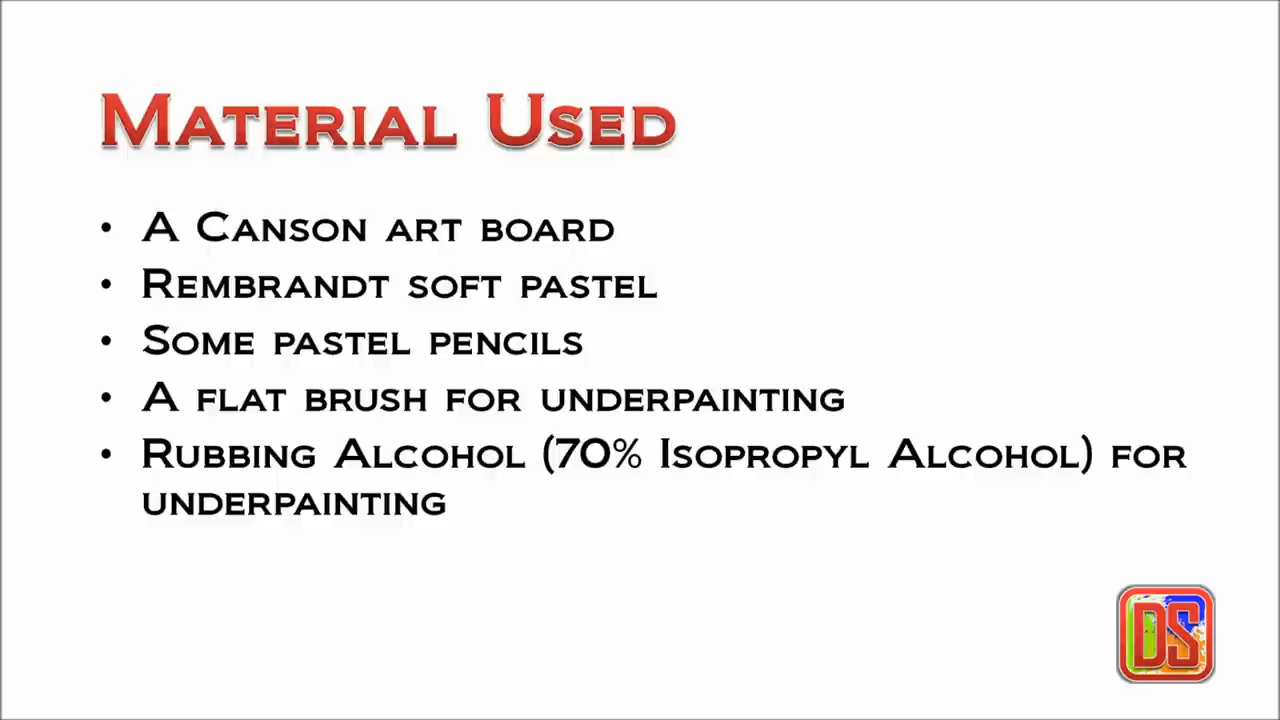 Material Used
• A Canson art board
• Rembrandt soft pastel
• Some pastel pencils
• A flat brush for underpainting
• Rubbing Alcohol (70% Isopropyl Alcohol) for
underpainting
DS